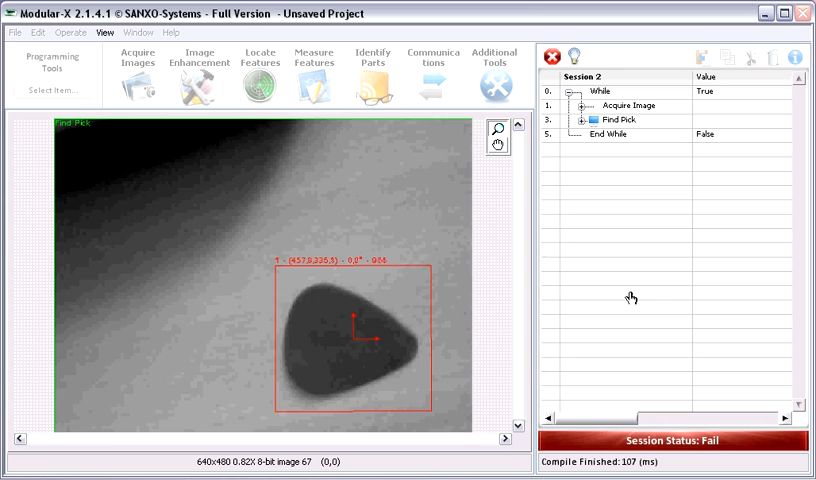 Modular-X 2.1.4.1 © SANXO-Systems - Full Version - Unsaved Project
File Edit Operate View Window Help
Programming Tools
Select Item...
Acquire Images
Image Enhancement
Locate Features
Measure Features
Identify Parts
Communica tions
Additional Tools
Find Pick
1 - (457,9,335,5) - 0,0° - 966
640x480 0.82X 8-bit image 67 (0,0)
Session 2 Value
0. While True
1. Acquire Image
3. Find Pick
5. End While False
Session Status: Fail
Compile Finished: 107 (ms)